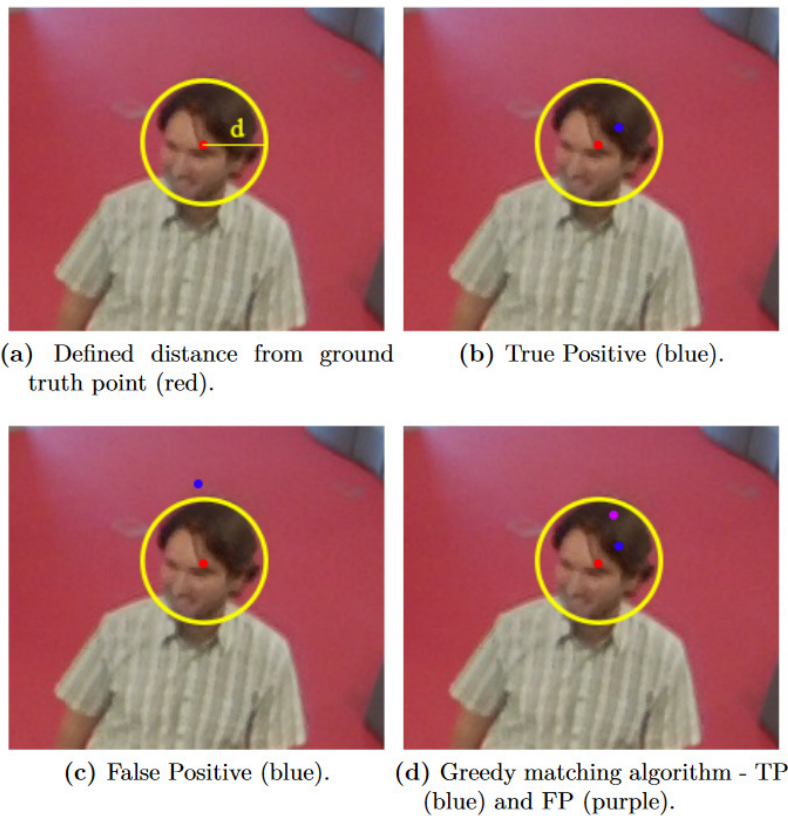 d
(a) Defined distance from ground
truth point (red).
(b) True Positive (blue).
(c) False Positive (blue).
(d) Greedy matching algorithm - TP
(blue) and FP (purple).